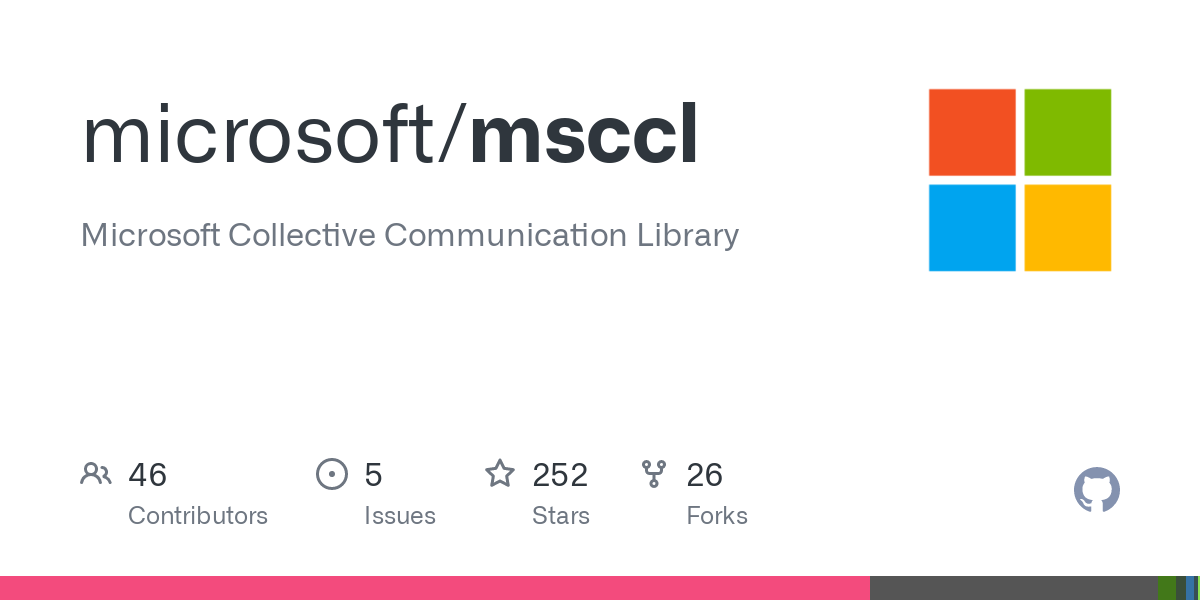 microsoft/msccl
Microsoft Collective Communication Library
46 5 252 26
Contributors Issues Stars Forks